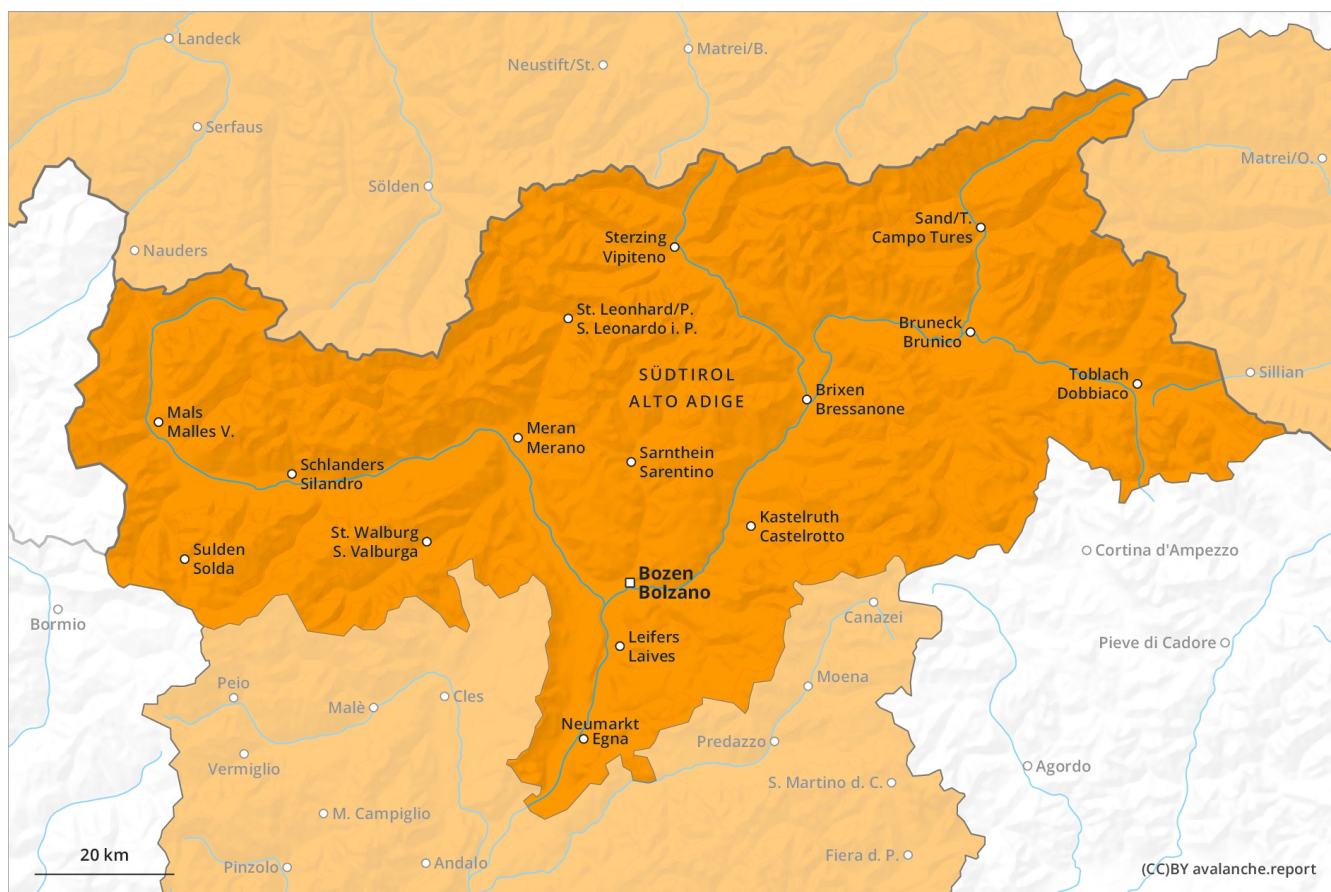 Landeck
Matrei/B.
Neustift/St.
Serfaus
Matrei/O.
Sölden
Sand/T.
Campo Tures
Sterzing
Vipiteno
Nauders
St. Leonhard/P.
S. Leonardo i. P.
Bruneck
Brunico
SÜDTIROL
ALTO ADIGE
Toblach
Dobbiaco
Sillian
Brixen
Bressanone
Mals
Malles V.
Meran
Merano
Sarnthein
Sarentino
Schlanders
Silandro
Kastelruth
Castelrotto
St. Walburg
S. Valburga
Sulden
Solda
Cortina d'Ampezzo
Bozen
Bolzano
Bormio
Canazei
Leifers
Laives
Pieve di Cadore
Moena
Peio
Cles
Malè
Neumarkt
Egna
Predazzo
Vermiglio
Agordo
S. Martino d. C.
M. Campiglio
20 km
Andalo
Fiera d. P.
Pinzolo
(CC)BY avalanche.report